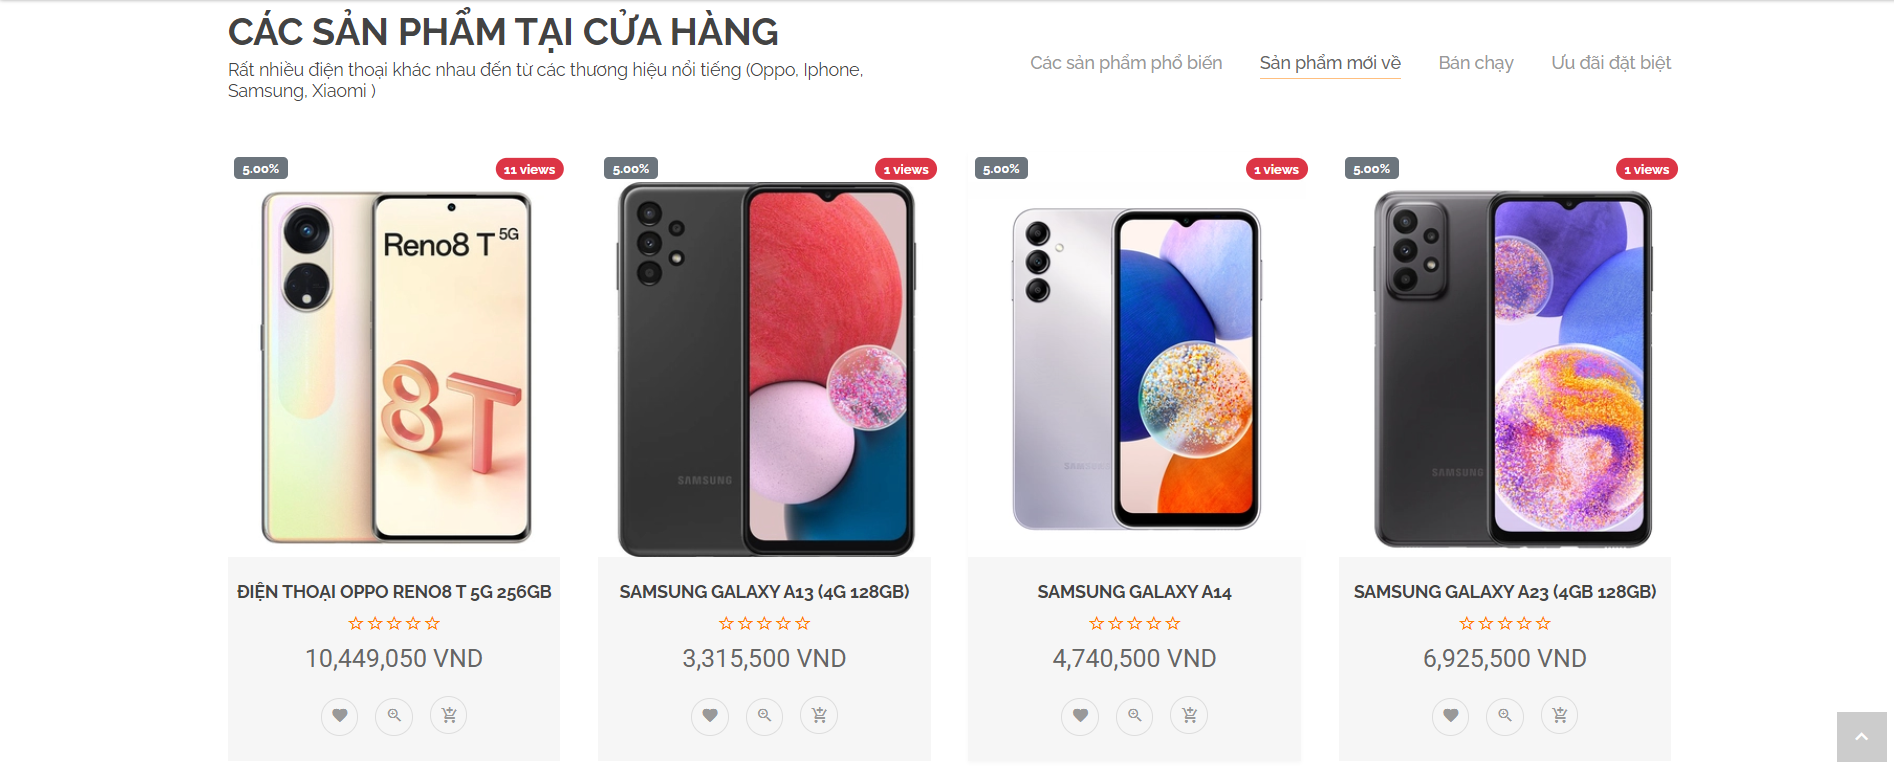 CÁC SẢN PHẨM TẠI CỬA HÀNG
Rất nhiều điện thoại khác nhau đến từ các thương hiệu nổi tiếng (Oppo, Iphone,
Samsung, Xiaomi )
Các sản phẩm phổ biến
Sản phẩm mới về
Bán chạy
Ưu đãi đặt biệt
5.00%
11 views
Reno8 T 5G
8T
ĐIỆN THOẠI OPPO RENO8 T 5G 256GB
10,449,050 VND
5.00%
1 views
SAMSUNG
SAMSUNG GALAXY A13 (4G 128GB)
3,315,500 VND
5.00%
1 views
SAMSUNG
SAMSUNG GALAXY A14
4,740,500 VND
5.00%
1 views
SAMSUNG
SAMSUNG GALAXY A23 (4GB 128GB)
6,925,500 VND